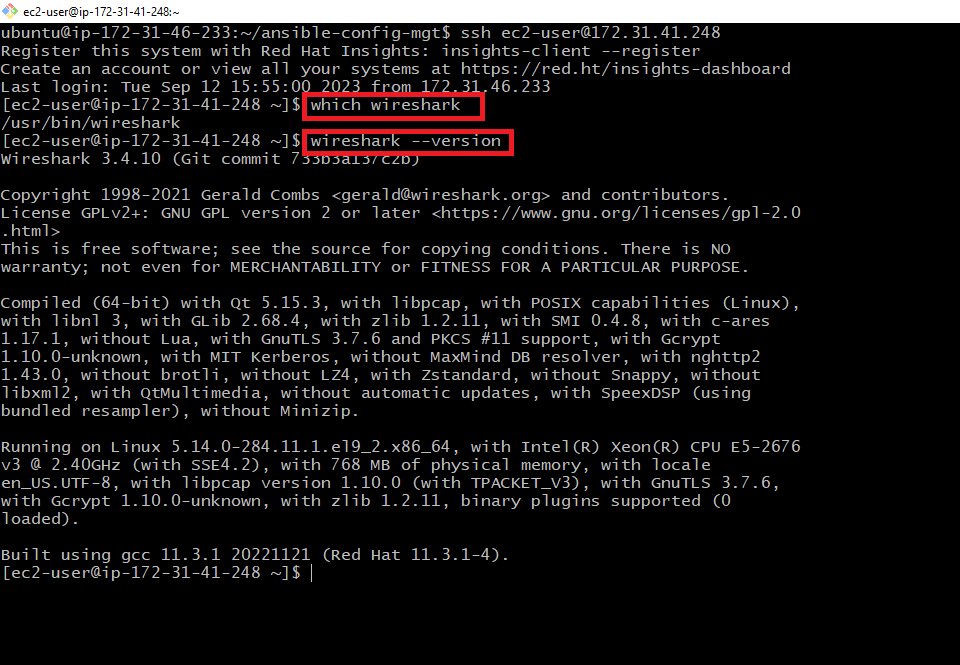 ec2-user@ip-172-31-41-248:~
ubuntu@ip-172-31-46-233:~/ansible-config-mgt$ ssh ec2-user@172.31.41.248
Register this system with Red Hat Insights: insights-client --register
Create an account or view all your systems at https://red.ht/insights-dashboard
Last login: Tue Sep 12 15:55:00 2023 from 172.31.46.233
[ec2-user@ip-172-31-41-248 ~]$ which wireshark
/usr/bin/wireshark
[ec2-user@ip-172-31-41-248 ~]$ wireshark --version
Wireshark 3.4.10 (Git commit 733b3a137c2b)

Copyright 1998-2021 Gerald Combs <gerald@wireshark.org> and contributors.
License GPLv2+: GNU GPL version 2 or later <https://www.gnu.org/licenses/gpl-2.0
.html>
This is free software; see the source for copying conditions. There is NO
warranty; not even for MERCHANTABILITY or FITNESS FOR A PARTICULAR PURPOSE.

Compiled (64-bit) with Qt 5.15.3, with libpcap, with POSIX capabilities (Linux),
with libnl 3, with GLib 2.68.4, with zlib 1.2.11, with SMI 0.4.8, with c-ares
1.17.1, without Lua, with GnuTLS 3.7.6 and PKCS #11 support, with Gcrypt
1.10.0-unknown, with MIT Kerberos, without MaxMind DB resolver, with nghttp2
1.43.0, without brotli, without LZ4, with Zstandard, without Snappy, without
libxml2, with QtMultimedia, without automatic updates, with SpeexDSP (using
bundled resampler), without Minizip.

Running on Linux 5.14.0-284.11.1.el9_2.x86_64, with Intel(R) Xeon(R) CPU E5-2676
v3 @ 2.40GHz (with SSE4.2), with 768 MB of physical memory, with locale
en_US.UTF-8, with libpcap version 1.10.0 (with TPACKET_V3), with GnuTLS 3.7.6,
with Gcrypt 1.10.0-unknown, with zlib 1.2.11, binary plugins supported (0
loaded).

Built using gcc 11.3.1 20221121 (Red Hat 11.3.1-4).
[ec2-user@ip-172-31-41-248 ~]$